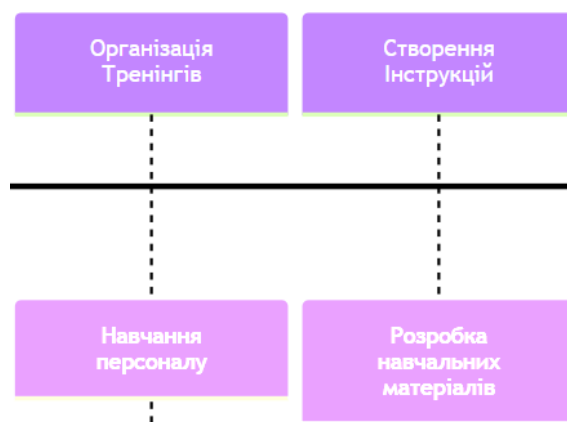 Організація
Тренінгів
Створення
Інструкцій
Навчання
персоналу
Розробка
навчальних
матеріалів